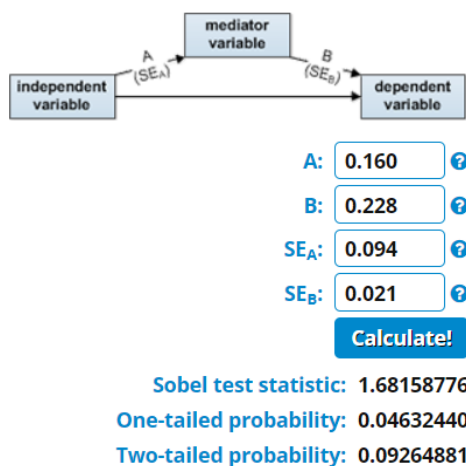 mediator
variable
A
(SEA)
B
(SEB)
independent
variable
dependent
variable
A: 0.160 ?
B: 0.228 ?
SEA: 0.094 ?
SEB: 0.021 ?
Calculate!
Sobel test statistic: 1.68158776
One-tailed probability: 0.04632440
Two-tailed probability: 0.09264881